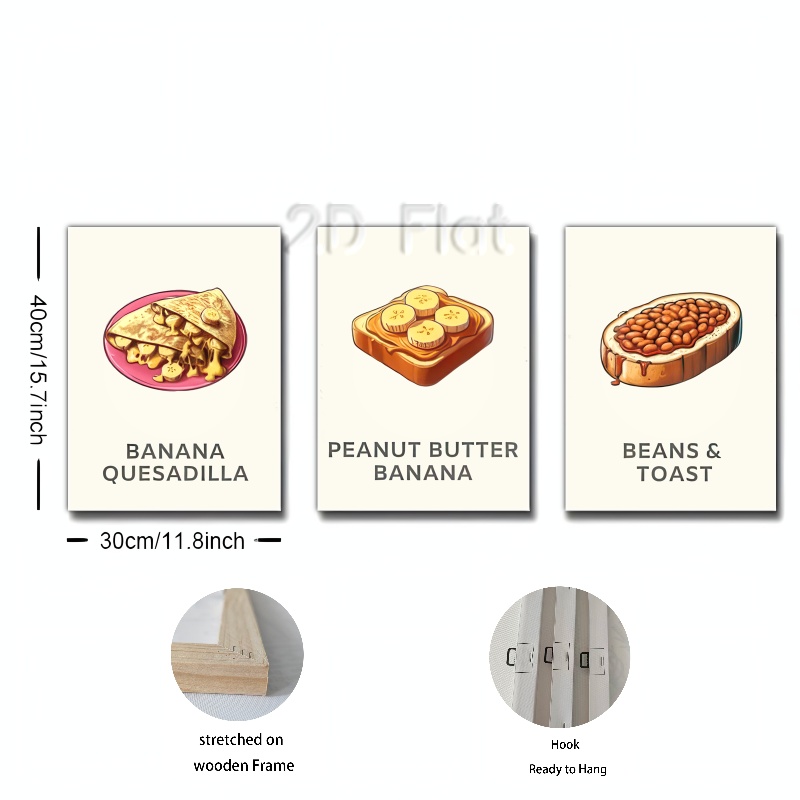 2D Flat
40cm/15.7inch
BANANA
QUESADILLA
PEANUT BUTTER
BANANA
BEANS &
TOAST
30cm/11.8inch
stretched on
wooden Frame
Hook
Ready to Hang